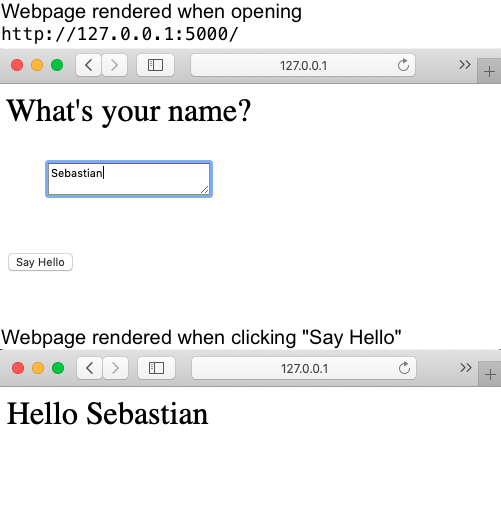 Webpage rendered when opening
http://127.0.0.1:5000/
127.0.0.1
What's your name?
Sebastian
Say Hello
Webpage rendered when clicking "Say Hello"
127.0.0.1
Hello Sebastian